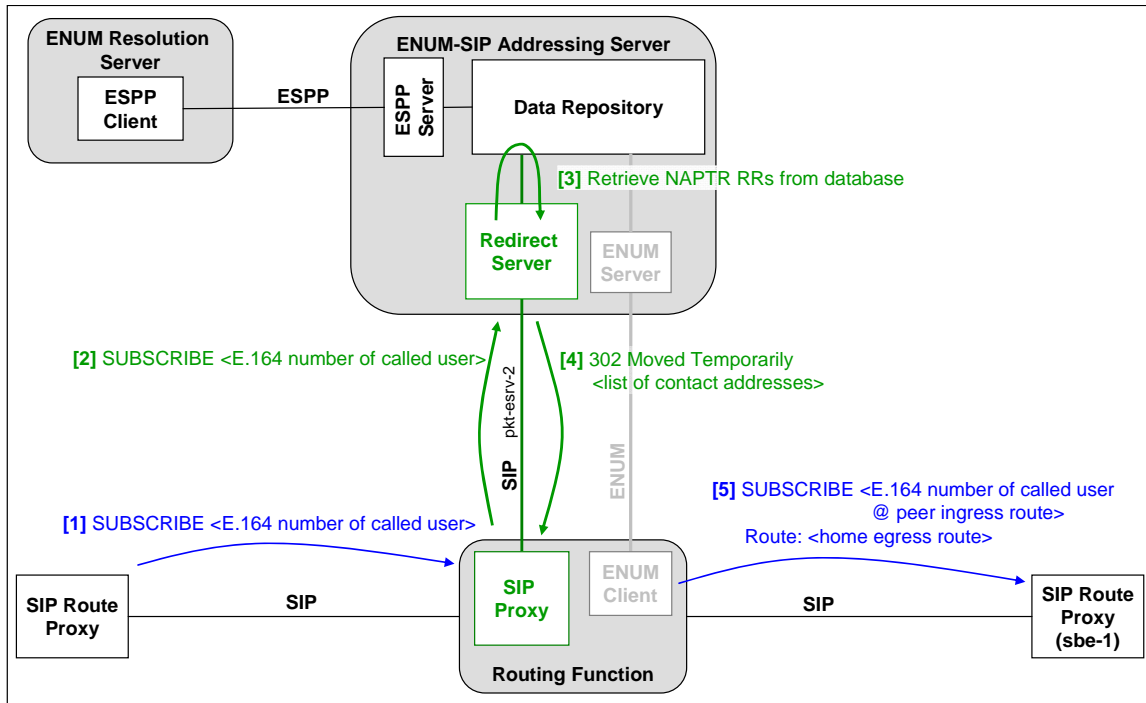 ENUM Resolution
Server
ESPP
Client
ESPP
ENUM-SIP Addressing Server
ESPP
Server
Data Repository
[3] Retrieve NAPTR RRs from database
Redirect
Server
ENUM
Server
[2] SUBSCRIBE <E.164 number of called user>
[4] 302 Moved Temporarily
<list of contact addresses>
pkt-esrv-2
SIP
ENUM
[1] SUBSCRIBE <E.164 number of called user>
[5] SUBSCRIBE <E.164 number of called user
@ peer ingress route>
Route: <home egress route>
SIP Route
Proxy
SIP
SIP
Proxy
ENUM
Client
SIP
SIP Route
Proxy
(sbe-1)
Routing Function